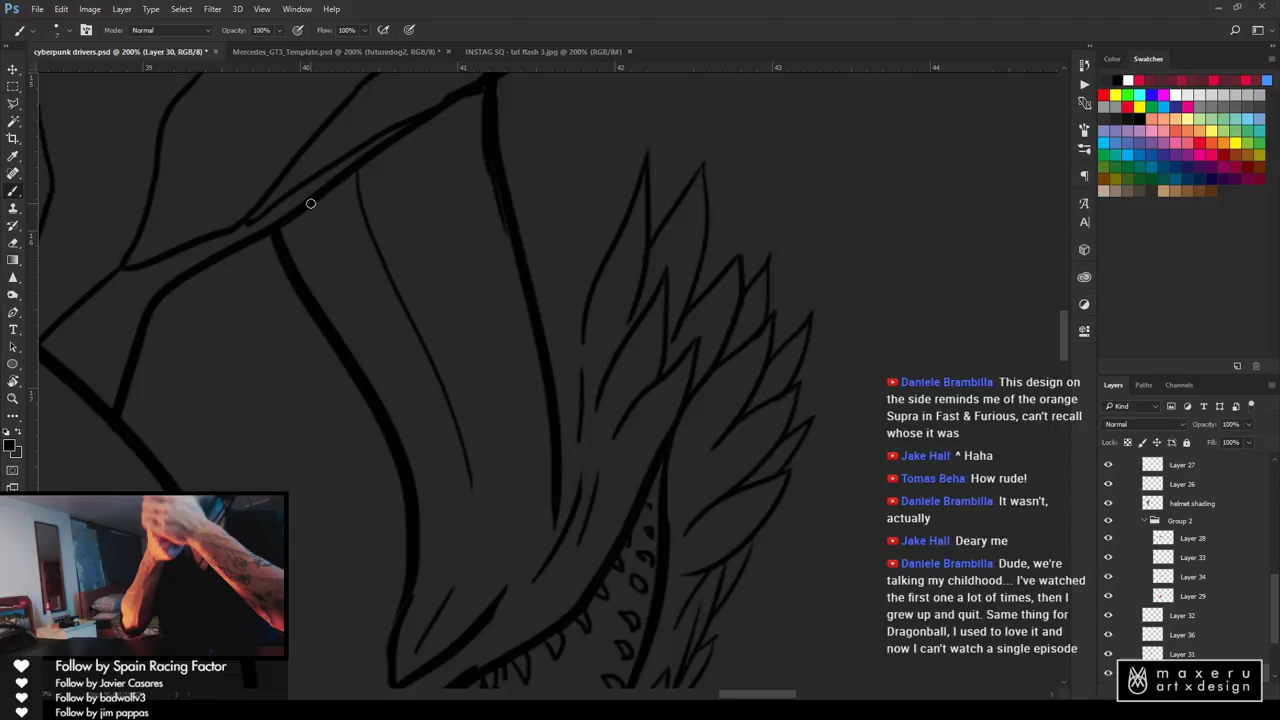 Ps File Edit Image Layer Type Select Filter 3D View Window Help
Mode: Normal Opacity: 100% Flow: 100%
cyberpunk drivers.psd @ 200% (Layer 30, RGB/8) * × Mercedes_GT3_Template.psd @ 200% (futuredog2, RGB/8) * × INSTAG SQ - tat flash 3.jpg @ 200% (RGB/8#) ×
39 40 41 42 43 44
Color Swatches
Daniele Brambilla This design on
the side reminds me of the orange
Supra in Fast & Furious, can't recall
whose it was
Jake Hall ^ Haha
Tomas Beha How rude!
Daniele Brambilla It wasn't,
actually
Jake Hall Deary me
Daniele Brambilla Dude, we're
talking my childhood... I've watched
the first one a lot of times, then I
grew up and quit. Same thing for
Dragonball, I used to love it and
now I can't watch a single episode
Layers Paths Channels
Kind
Normal Opacity: 100%
Lock: Fill: 100%
Layer 27
Layer 26
helmet shading
Group 2
Layer 28
Layer 33
Layer 34
Layer 29
Layer 32
Layer 36
Layer 31
Follow by Spain Racing Factor
Follow by Javier Casares
Follow by badwolfv3
Follow by jim pappas
maxeru
art x design